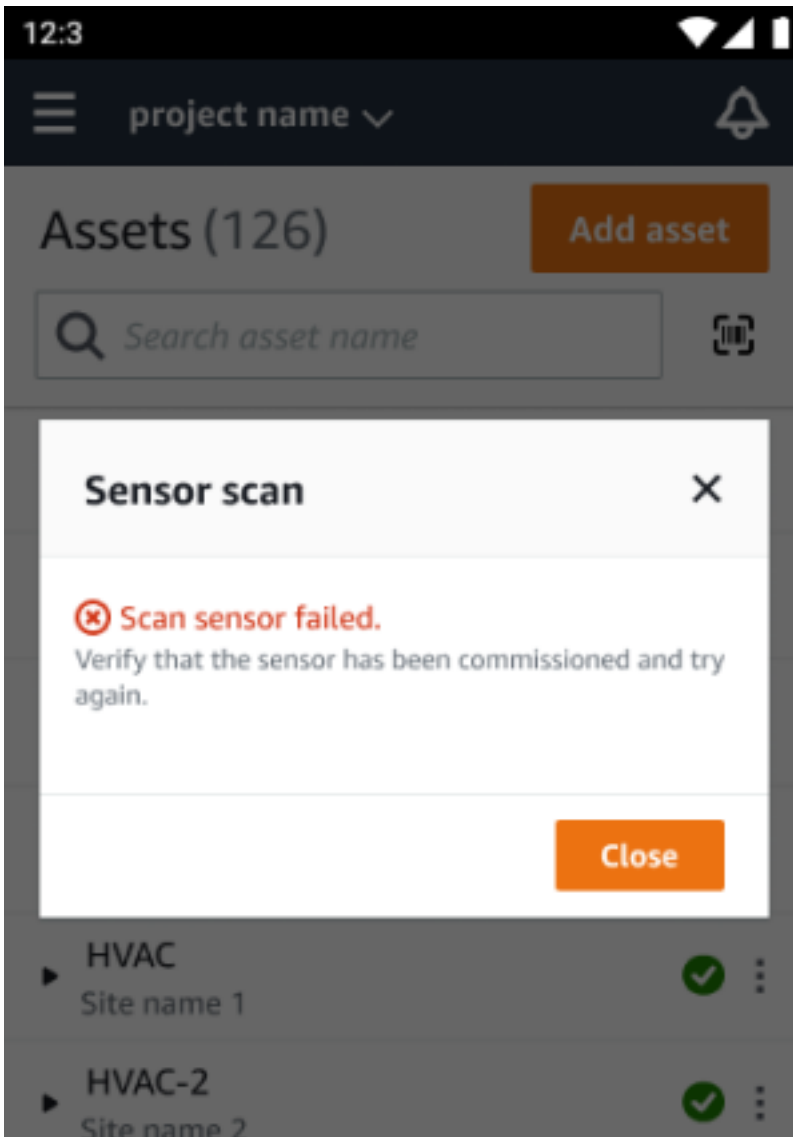 12:3
project name
Assets (126)
Add asset
Search asset name
Sensor scan
Scan sensor failed.
Verify that the sensor has been commissioned and try
again.
Close
HVAC
Site name 1
HVAC-2
Site name 2